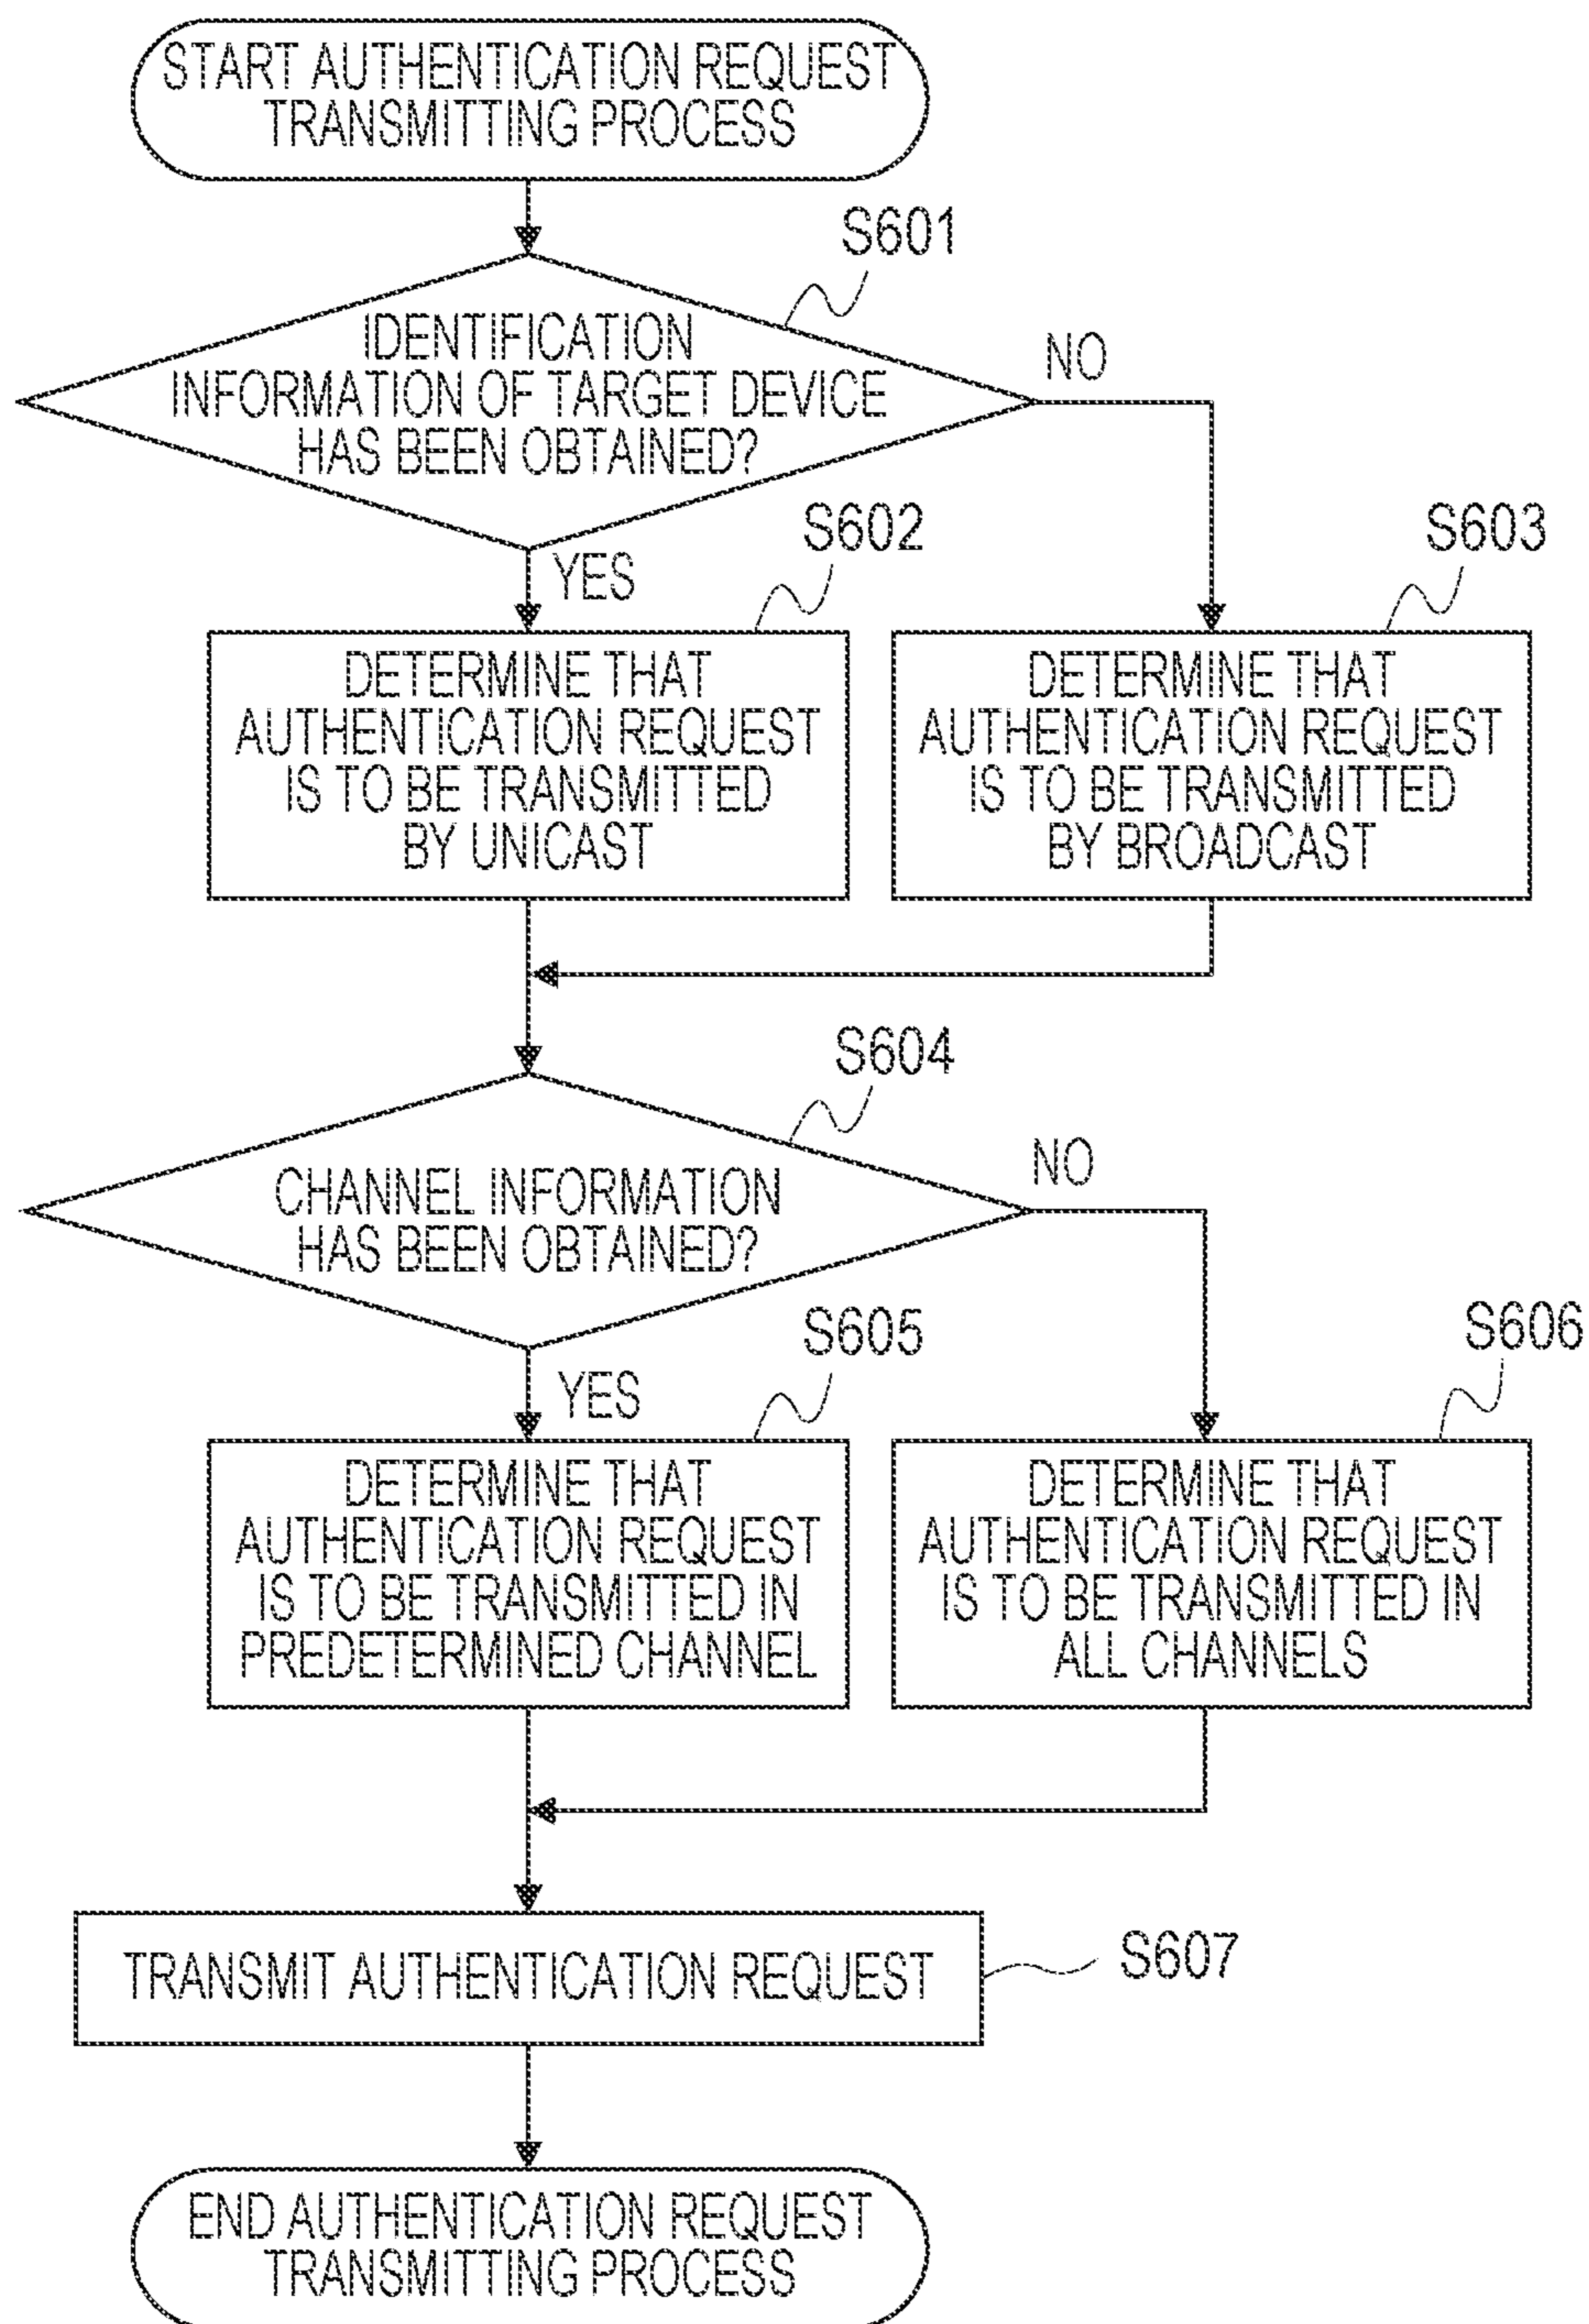 START AUTHENTICATION REQUEST
TRANSMITTING PROCESS
S601
IDENTIFICATION
INFORMATION OF TARGET DEVICE
HAS BEEN OBTAINED?
NO
YES
S602
S603
DETERMINE THAT
AUTHENTICATION REQUEST
IS TO BE TRANSMITTED
BY UNICAST
DETERMINE THAT
AUTHENTICATION REQUEST
IS TO BE TRANSMITTED
BY BROADCAST
S604
CHANNEL INFORMATION
HAS BEEN OBTAINED?
NO
YES
S605
S606
DETERMINE THAT
AUTHENTICATION REQUEST
IS TO BE TRANSMITTED IN
PREDETERMINED CHANNEL
DETERMINE THAT
AUTHENTICATION REQUEST
IS TO BE TRANSMITTED IN
ALL CHANNELS
TRANSMIT AUTHENTICATION REQUEST
S607
END AUTHENTICATION REQUEST
TRANSMITTING PROCESS